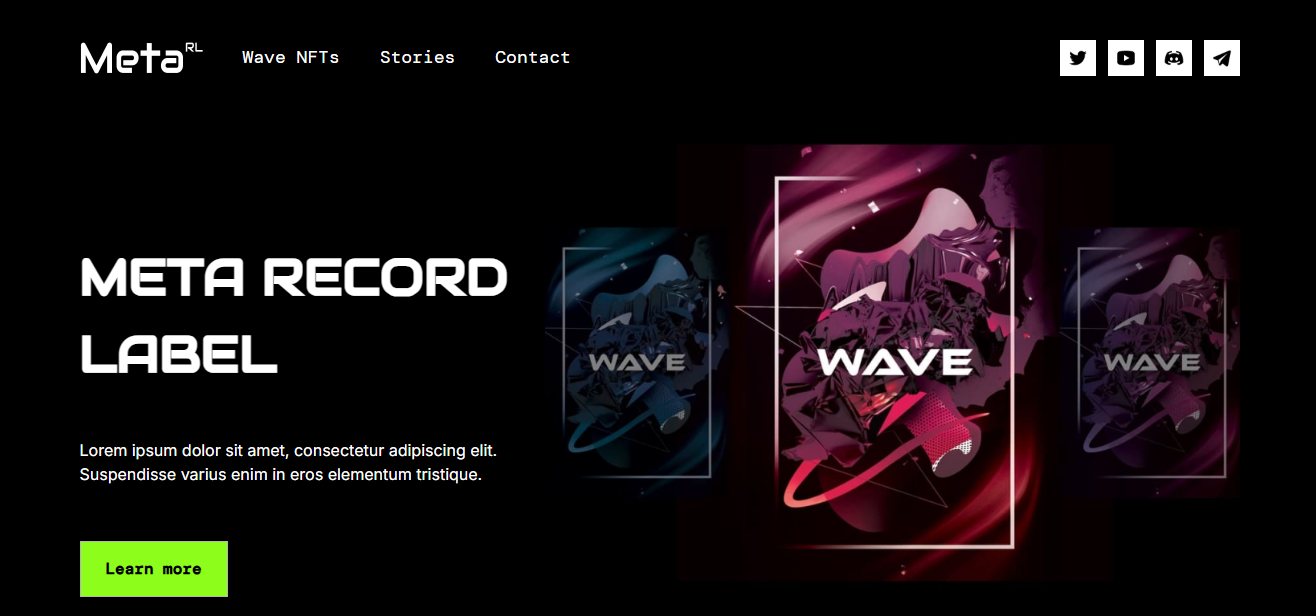 Meta RL
Wave NFTs
Stories
Contact
META RECORD
LABEL
Lorem ipsum dolor sit amet, consectetur adipiscing elit.
Suspendisse varius enim in eros elementum tristique.
Learn more
WAVE
WAVE
WAVE